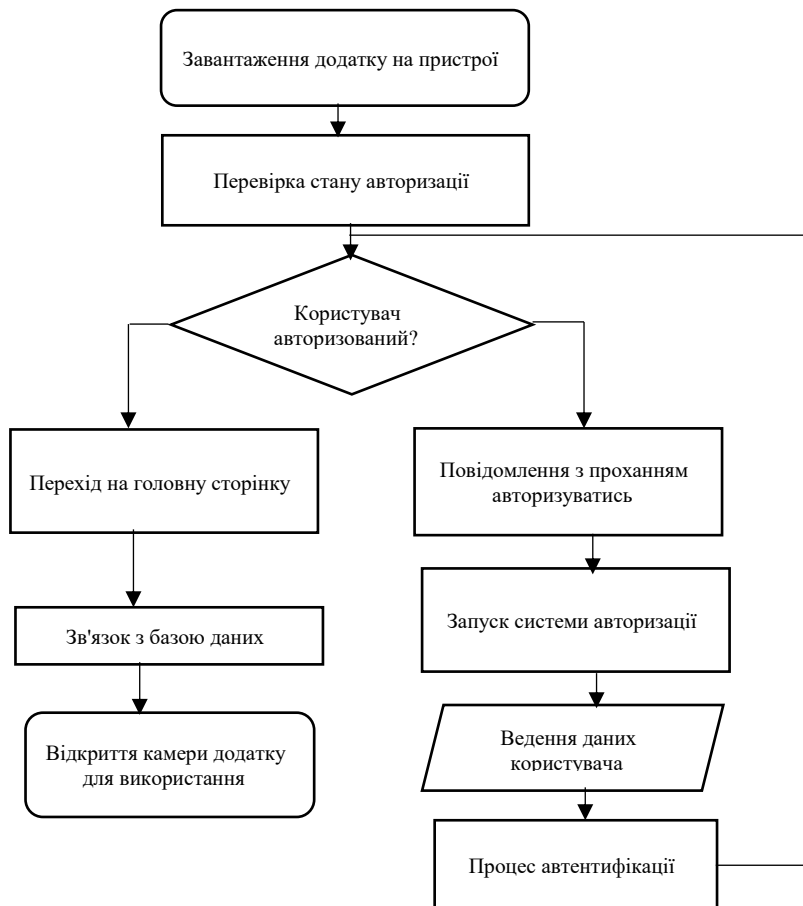 Завантаження додатку на пристрої
Перевірка стану авторизації
Користувач
авторизований?
Перехід на головну сторінку
Повідомлення з проханням
авторизуватись
Запуск системи авторизації
Зв'язок з базою даних
Ведення даних
користувача
Відкриття камери додатку
для використання
Процес автентифікації